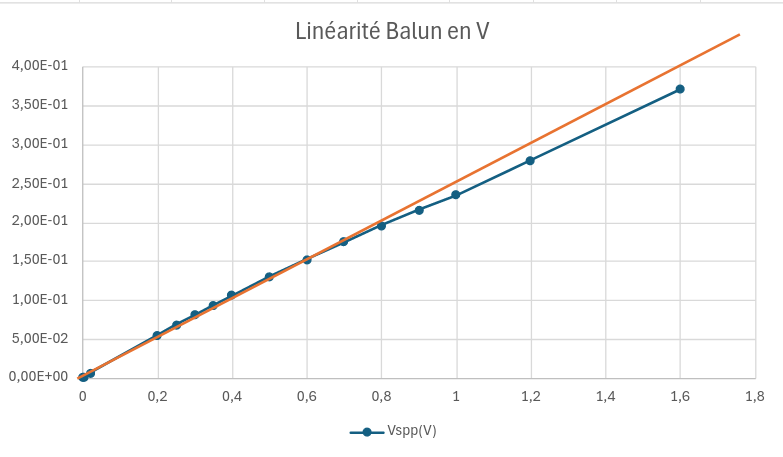 Linéarité Balun en V
4,00E-01
3,50E-01
3,00E-01
2,50E-01
2,00E-01
1,50E-01
1,00E-01
5,00E-02
0,00E+00
0 0,2 0,4 0,6 0,8 1 1,2 1,4 1,6 1,8
Vspp(V)